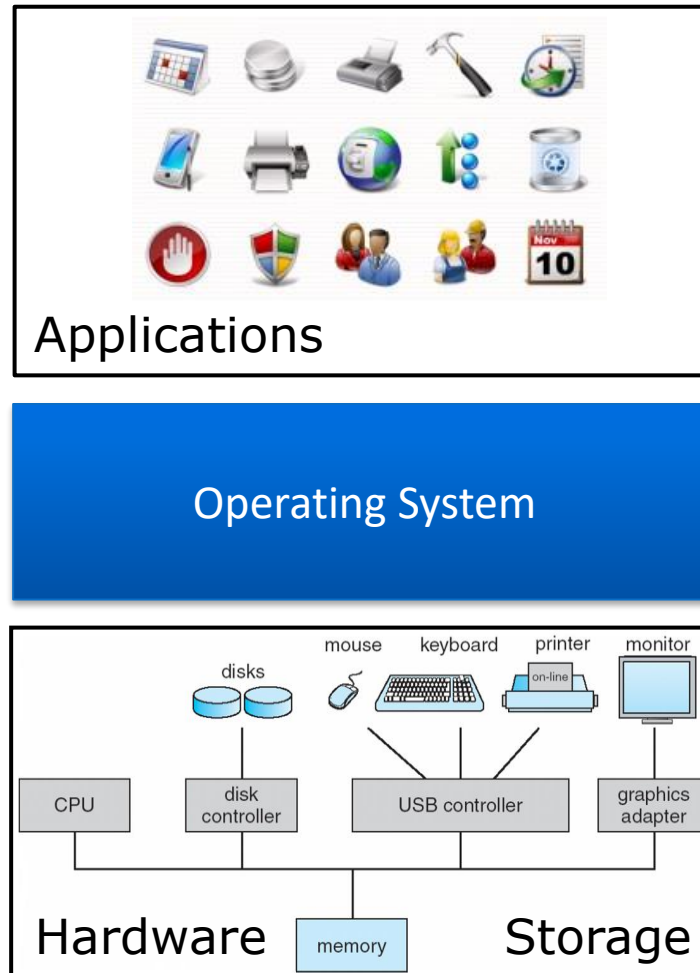 Nov
10
Applications
Operating System
mouse keyboard printer monitor
disks
on-line
CPU
disk
controller
USB controller
graphics
adapter
Hardware
memory
Storage